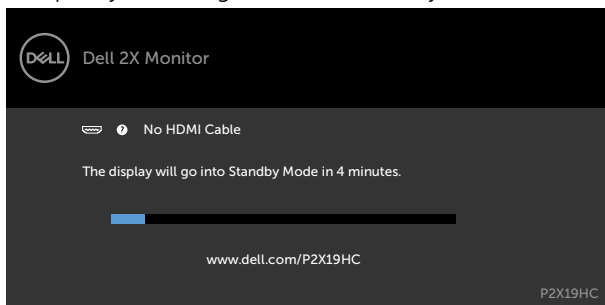 DELL Dell 2X Monitor
? No HDMI Cable
The display will go into Standby Mode in 4 minutes.
www.dell.com/P2X19HC
P2X19HC